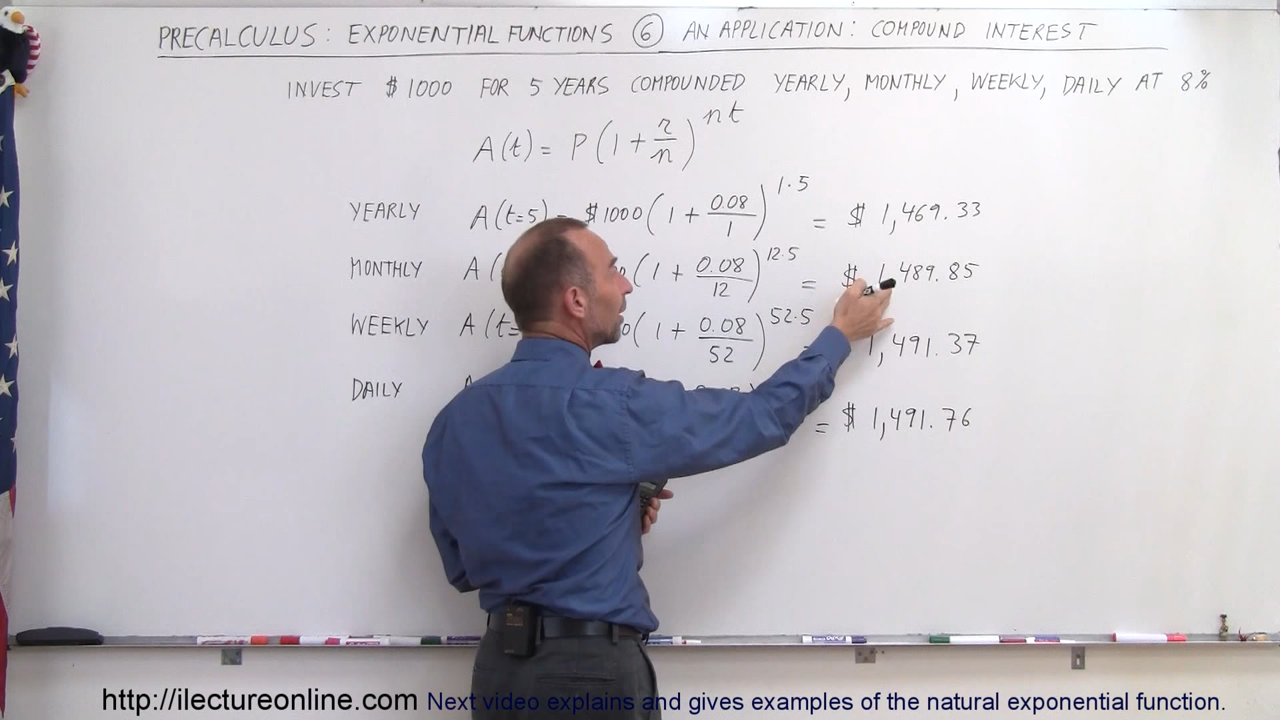 PRECALCULUS: EXPONENTIAL FUNCTIONS ⑥ AN APPLICATION: COMPOUND INTEREST
INVEST $1000 FOR 5 YEARS COMPOUNDED YEARLY, MONTHLY, WEEKLY, DAILY AT 8%
A(t) = P(1 + r/n)^nt
YEARLY A(t=5) = $1000(1 + 0.08/1)^1·5 = $ 1,469.33
MONTHLY A( (1 + 0.08/12)^12·5 = $ 1,489.85
WEEKLY A(t= (1 + 0.08/52)^52·5 1,491.37
DAILY = $ 1,491.76
http://ilectureonline.com Next video explains and gives examples of the natural exponential function.